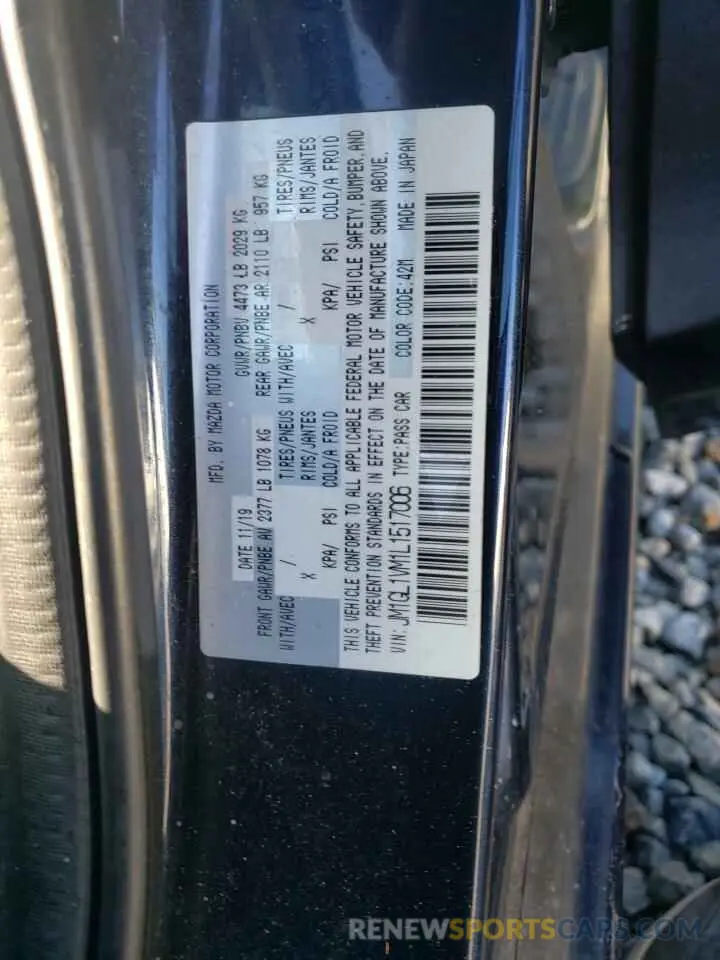 MFD. BY MAZDA MOTOR CORPORATION
DATE 11/19 GVWR/PNBV 4473 LB 2029 KG
FRONT GAWR/PNBE AV 2377 LB 1078 KG REAR GAWR/PNBE AR 2110 LB 957 KG
WITH/AVEC / TIRES/PNEUS WITH/AVEC / TIRES/PNEUS
X RIMS/JANTES X RIMS/JANTES
KPA/ PSI COLD/A FROID KPA/ PSI COLD/A FROID
THIS VEHICLE CONFORMS TO ALL APPLICABLE FEDERAL MOTOR VEHICLE SAFETY, BUMPER, AND
THEFT PREVENTION STANDARDS IN EFFECT ON THE DATE OF MANUFACTURE SHOWN ABOVE.
VIN: JM1GL1VM1L1517006 TYPE:PASS CAR COLOR CODE:42M MADE IN JAPAN
RENEWSPORTSCARS.COM